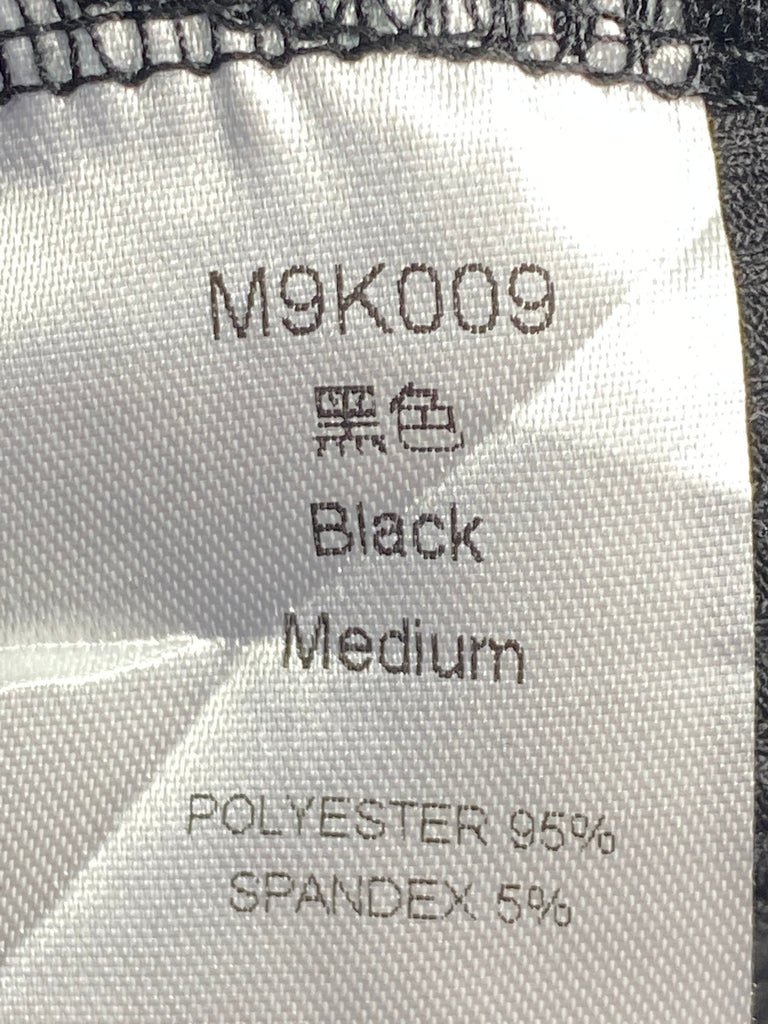 M9K009
黑色
Black
Medium
POLYESTER 95%
SPANDEX 5%